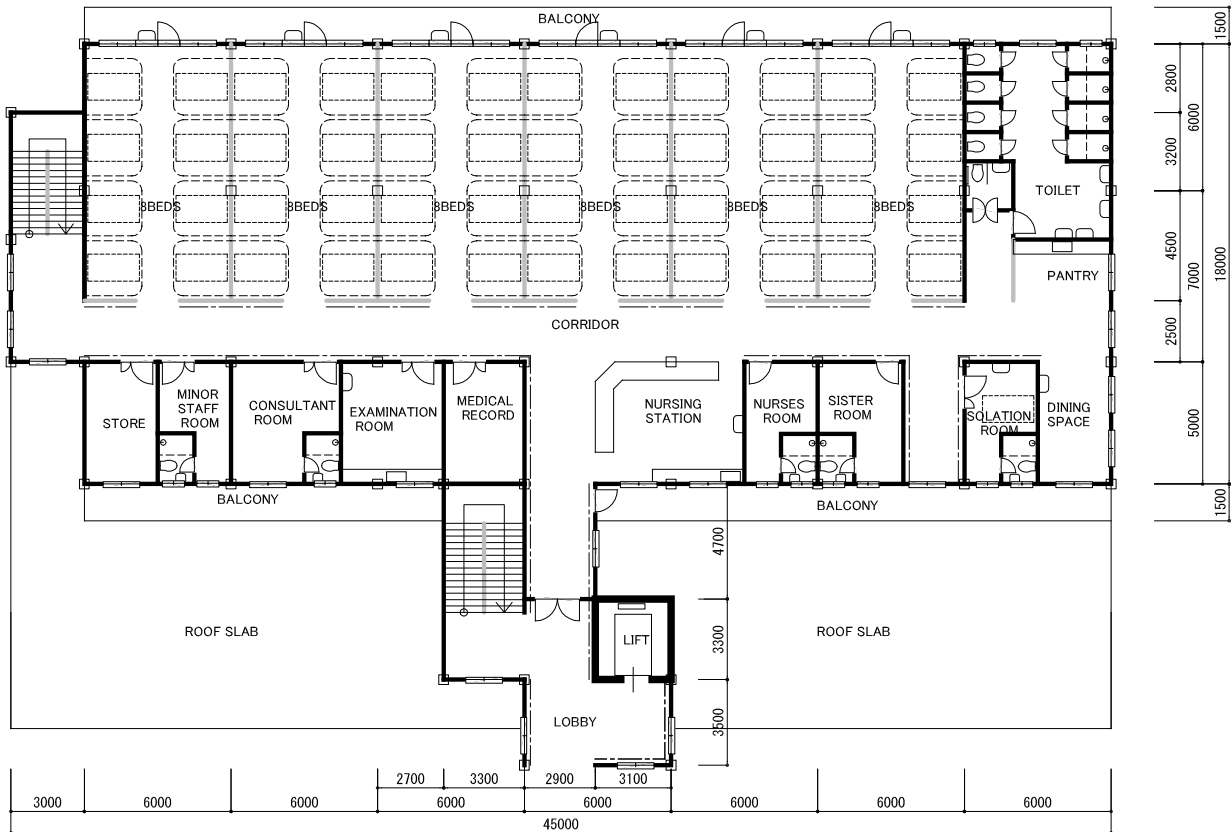 BALCONY
1500
2800
6000
3200
TOILET
8BEDS
8BEDS
8BEDS
8BEDS
8BEDS
8BEDS
4500
7000
18000
PANTRY
CORRIDOR
2500
STORE
MINOR
STAFF
ROOM
CONSULTANT
ROOM
EXAMINATION
ROOM
MEDICAL
RECORD
NURSING
STATION
NURSES
ROOM
SISTER
ROOM
SOLATION
ROOM
DINING
SPACE
5000
BALCONY
BALCONY
1500
4700
ROOF SLAB
LIFT
3300
ROOF SLAB
LOBBY
3500
2700
3300
2900
3100
3000
6000
6000
6000
6000
6000
6000
6000
45000